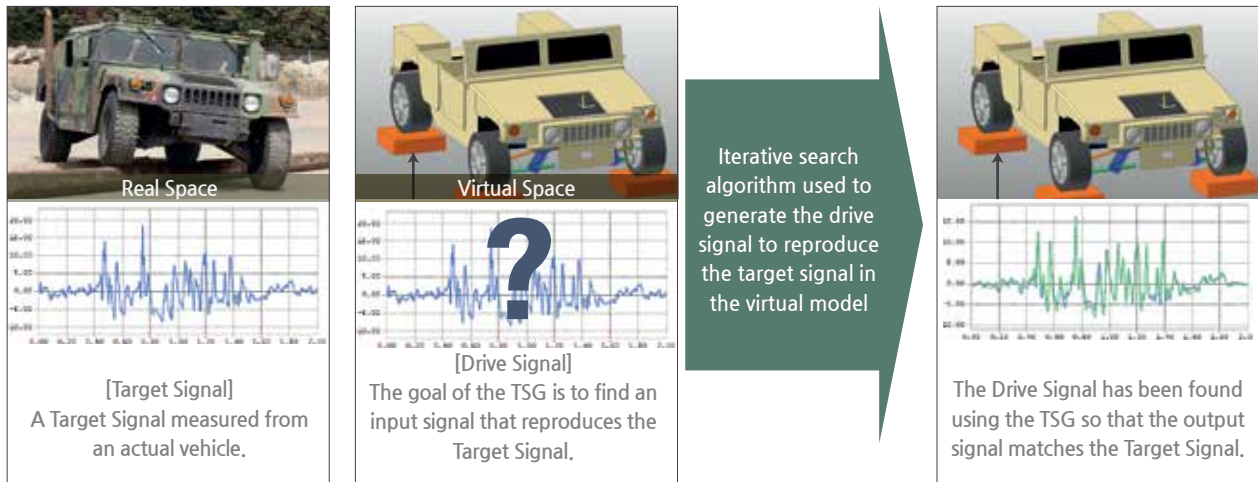 Real Space
[Target Signal]
A Target Signal measured from
an actual vehicle.
Virtual Space
?
[Drive Signal]
The goal of the TSG is to find an
input signal that reproduces the
Target Signal.
Iterative search
algorithm used to
generate the drive
signal to reproduce
the target signal in
the virtual model
The Drive Signal has been found
using the TSG so that the output
signal matches the Target Signal.